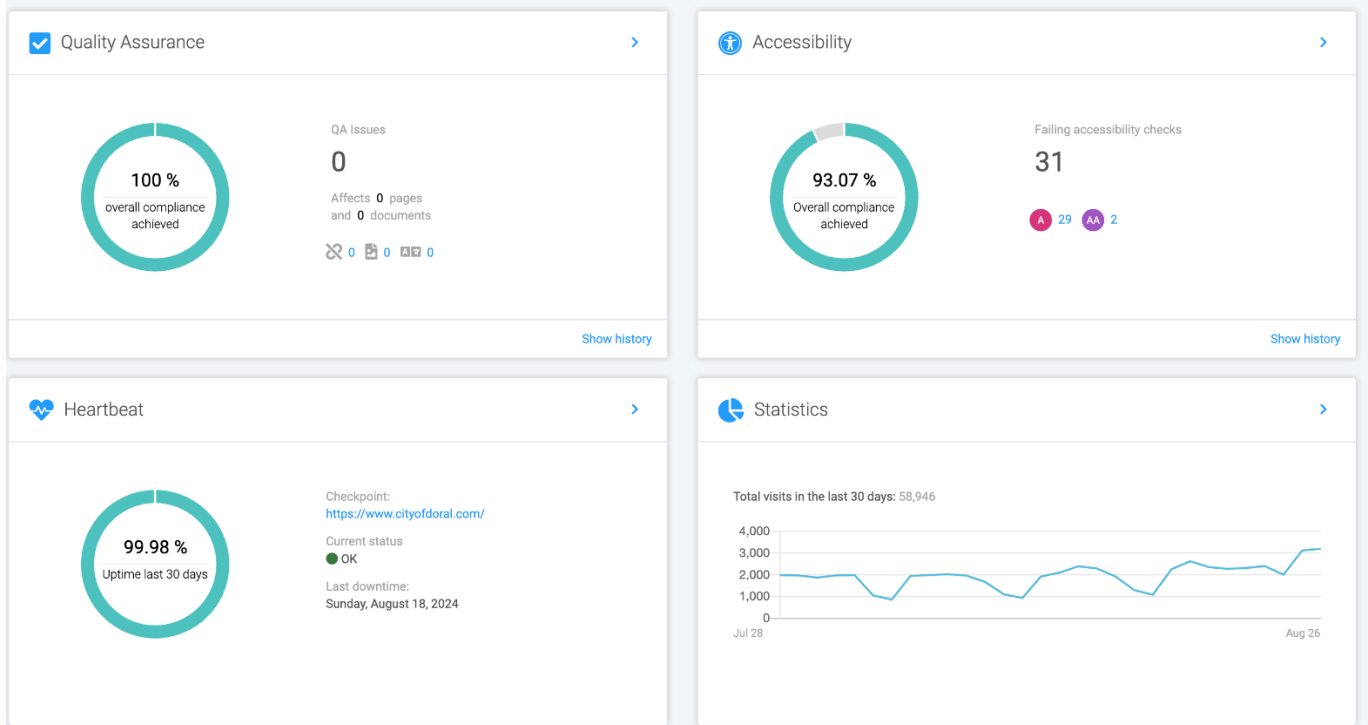 Quality Assurance
100 %
overall compliance
achieved
QA Issues
0
Affects 0 pages
and 0 documents
0 0 0
Show history
Accessibility
93.07 %
Overall compliance
achieved
Failing accessibility checks
31
A 29 AA 2
Show history
Heartbeat
99.98 %
Uptime last 30 days
Checkpoint:
https://www.cityofdoral.com/
Current status
OK
Last downtime:
Sunday, August 18, 2024
Statistics
Total visits in the last 30 days: 58,946
4,000
3,000
2,000
1,000
0
Jul 28
Aug 26